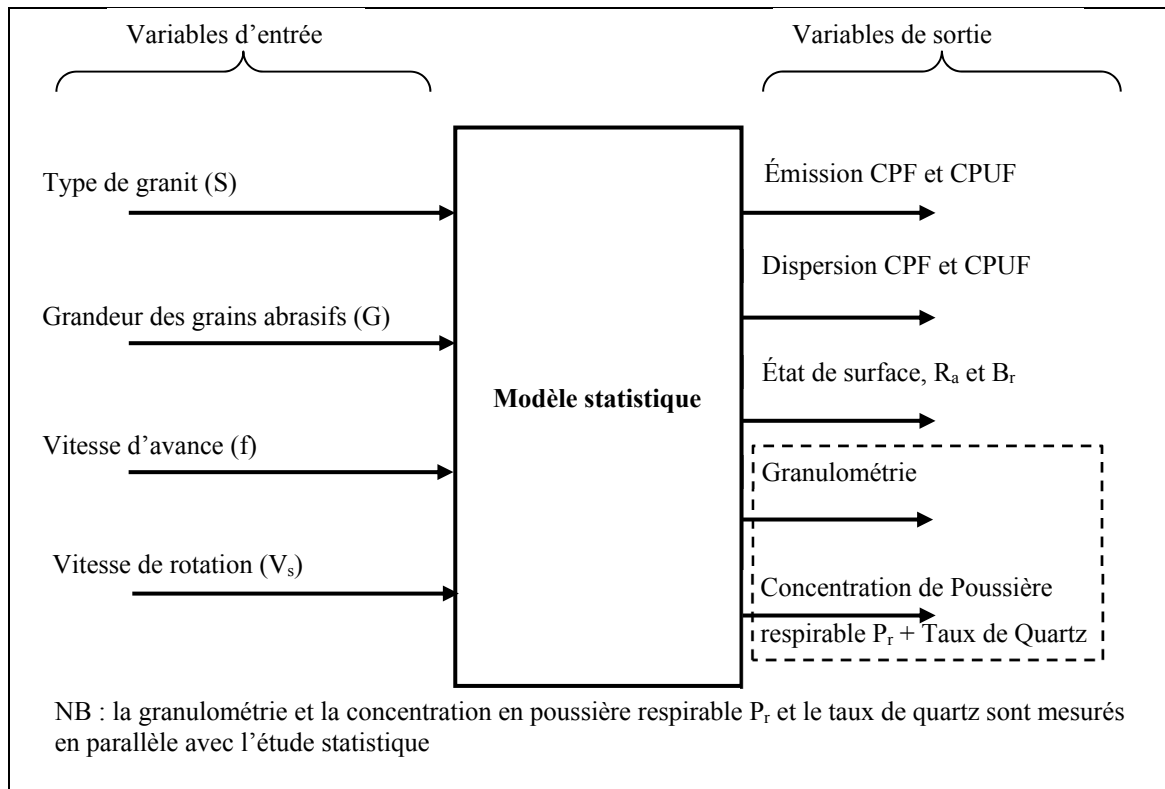 Variables d’entrée
Variables de sortie
Type de granit (S)
Grandeur des grains abrasifs (G)
Vitesse d’avance (f)
Vitesse de rotation (Vₛ)
Modèle statistique
Émission CPF et CPUF
Dispersion CPF et CPUF
État de surface, Rₐ et Bᵣ
Granulométrie
Concentration de Poussière
respirable Pᵣ + Taux de Quartz
NB : la granulométrie et la concentration en poussière respirable Pᵣ et le taux de quartz sont mesurés
en parallèle avec l’étude statistique